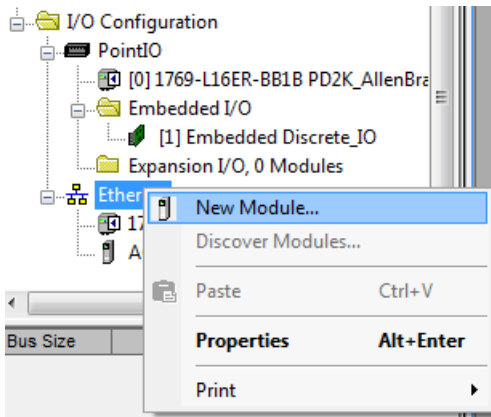 I/O Configuration
PointIO
[0] 1769-L16ER-BB1B PD2K_AllenBra
Embedded I/O
[1] Embedded Discrete_IO
Expansion I/O, 0 Modules
Ether
New Module...
17
Discover Modules...
A
Paste Ctrl+V
Bus Size
Properties Alt+Enter
Print